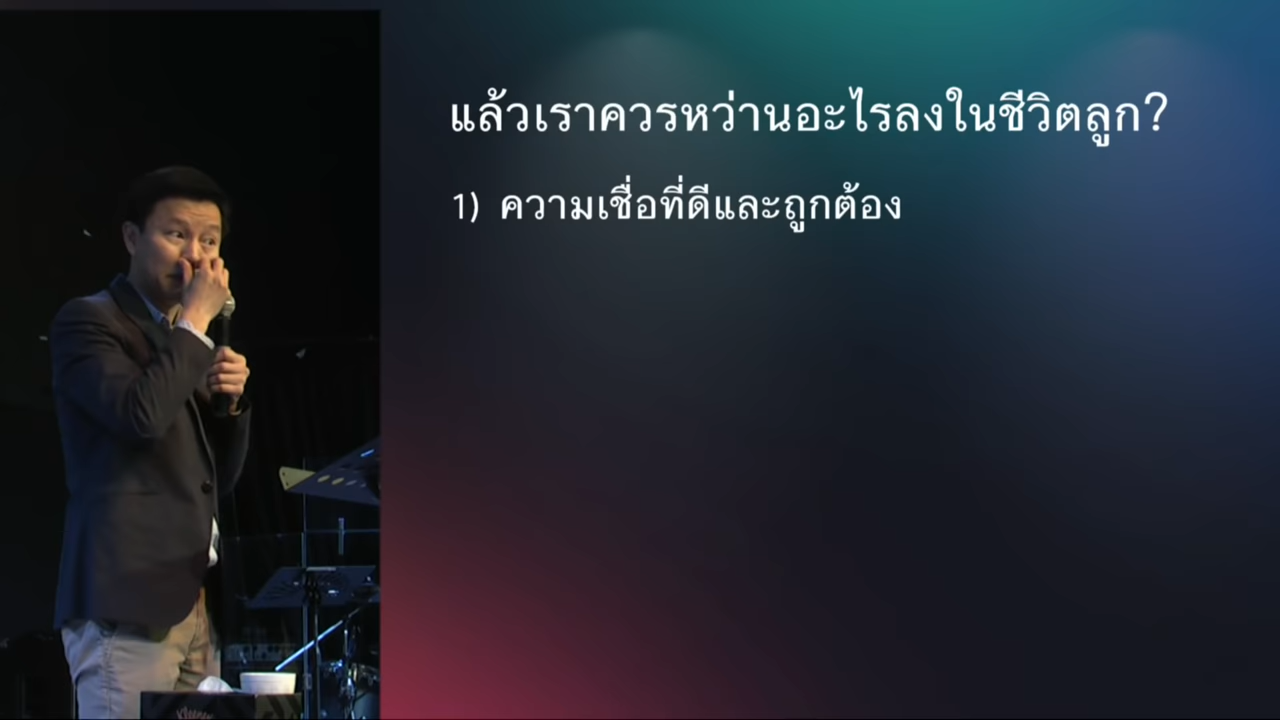 แล้วเราควรหว่านอะไรลงในชีวิตลูก?
1) ความเชื่อที่ดีและถูกต้อง
Kleenex